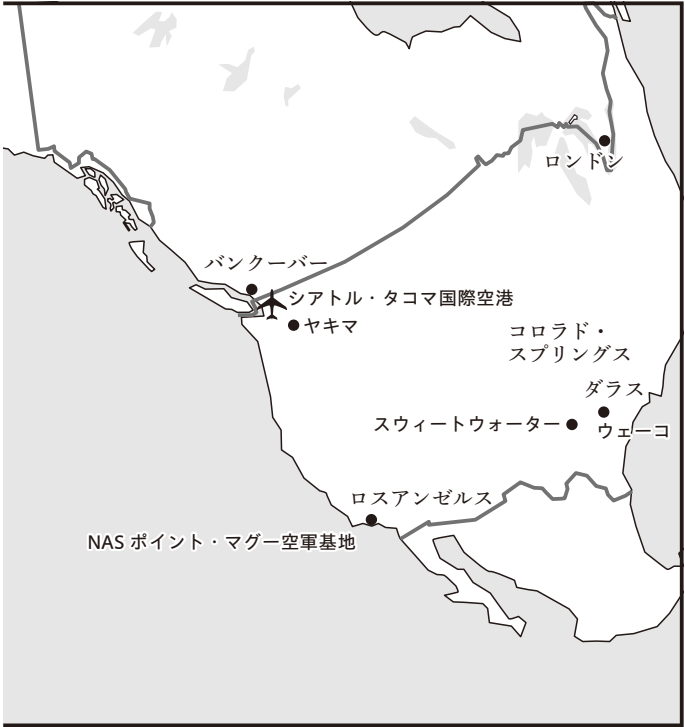 ロンドン
バンクーバー
シアトル・タコマ国際空港
ヤキマ
コロラド・
スプリングス
ダラス
スウィートウォーター
ウェーコ
ロスアンゼルス
NAS ポイント・マグー空軍基地